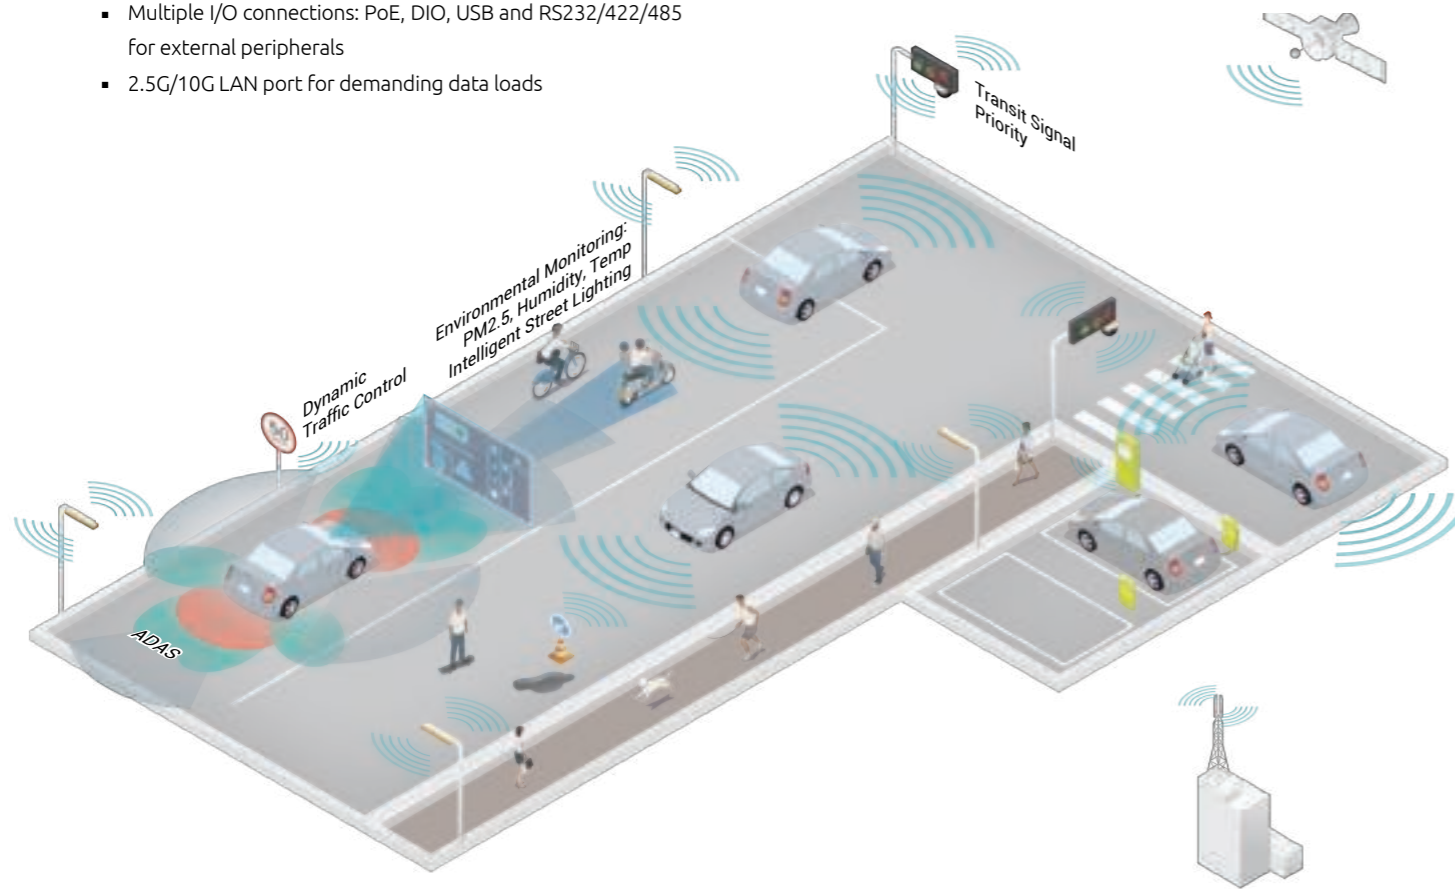 ▪ Multiple I/O connections: PoE, DIO, USB and RS232/422/485
for external peripherals
▪ 2.5G/10G LAN port for demanding data loads
Transit Signal
Priority
Environmental Monitoring:
PM2.5, Humidity, Temp
Intelligent Street Lighting
Dynamic
Traffic Control
ADAS